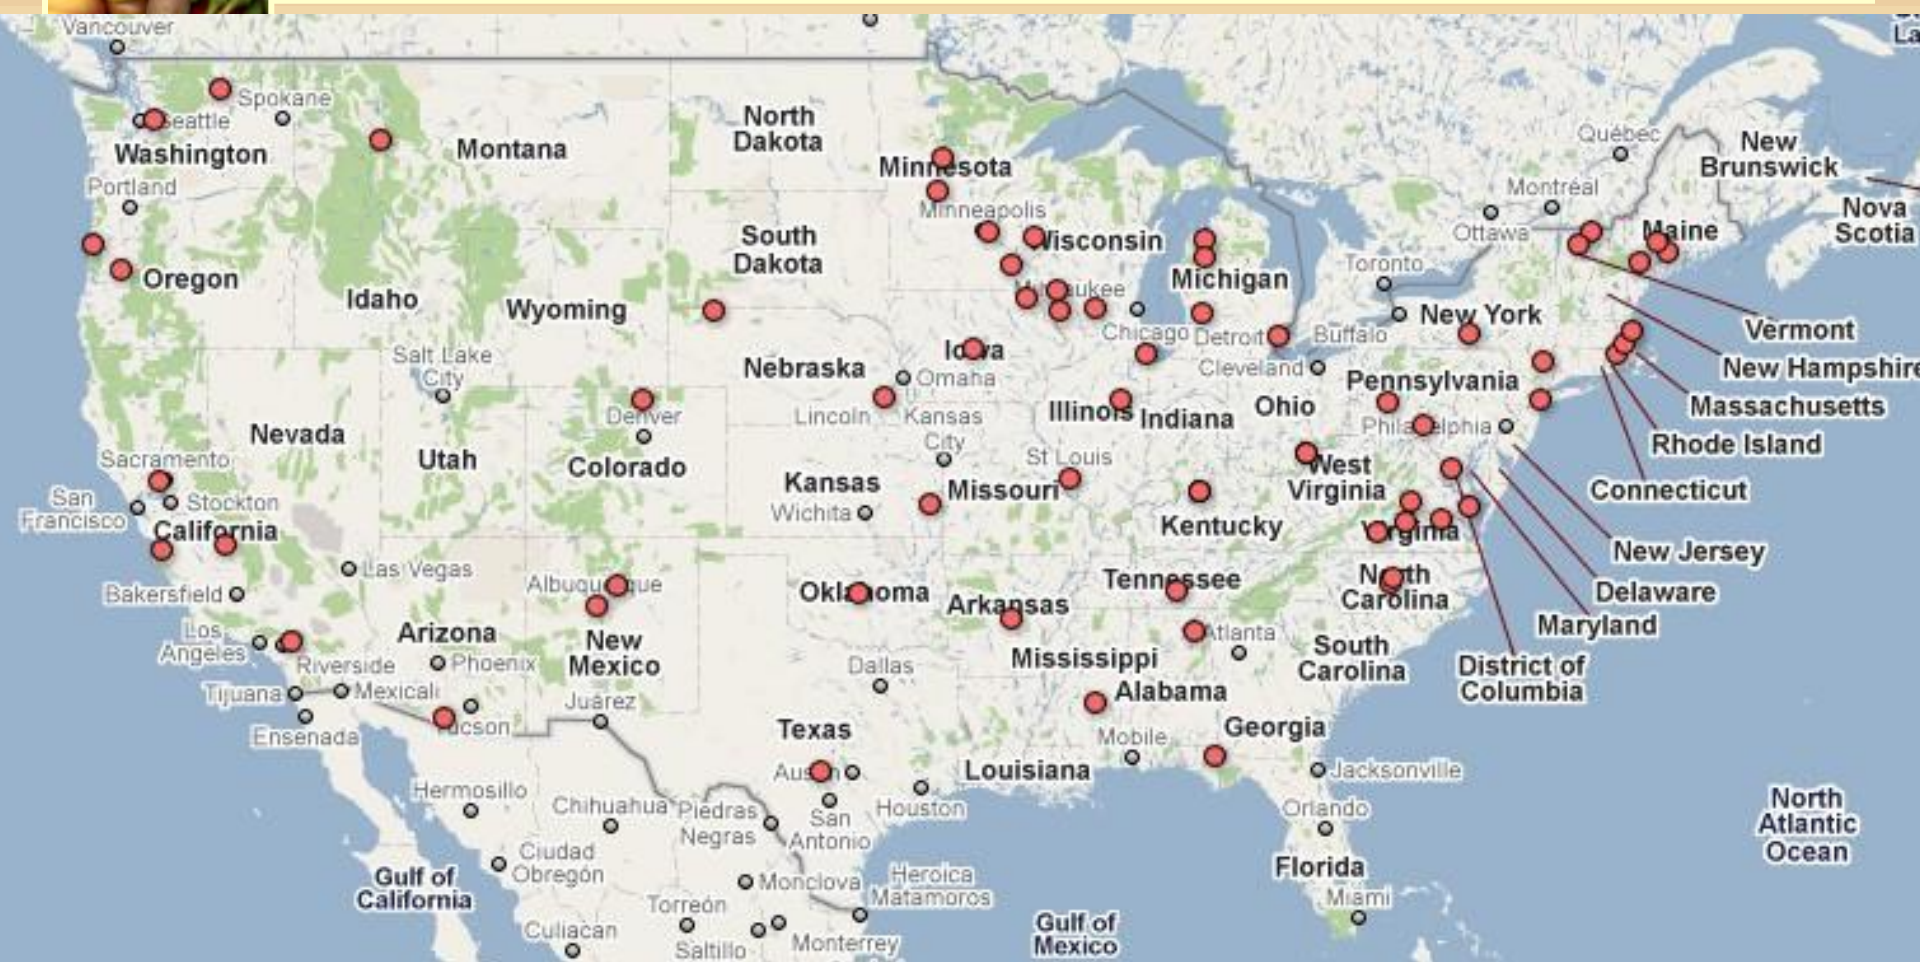 Vancouver
Spokane
Seattle
Washington
Portland
Oregon
Montana
Idaho
Wyoming
North
Dakota
South
Dakota
Minnesota
Minneapolis
Wisconsin
Michigan
Milwaukee
Chicago
Detroit
Iowa
Nebraska
Omaha
Lincoln
Kansas
City
Salt Lake
City
Nevada
Utah
Denver
Colorado
Kansas
Wichita
Missouri
St Louis
Illinois
Indiana
Ohio
Cleveland
Buffalo
Toronto
Ottawa
Montréal
Québec
New
Brunswick
Nova
Scotia
Maine
New York
Pennsylvania
Philadelphia
Vermont
New Hampshire
Massachusetts
Rhode Island
Connecticut
New Jersey
Delaware
Maryland
District of
Columbia
West
Virginia
Virginia
Kentucky
Tennessee
North
Carolina
South
Carolina
Atlanta
Georgia
Alabama
Mississippi
Arkansas
Oklahoma
Sacramento
San
Francisco
Stockton
California
Las Vegas
Bakersfield
Los
Angeles
Riverside
Arizona
Phoenix
Albuquerque
New
Mexico
Tijuana
Mexicali
Ensenada
Tucson
Juárez
Dallas
Texas
Austin
San
Antonio
Houston
Louisiana
Mobile
Jacksonville
Orlando
Florida
Miami
Hermosillo
Chihuahua
Piedras
Negras
Ciudad
Obregón
Monclova
Heroica
Matamoros
Torreón
Saltillo
Monterrey
Culiacán
Gulf of
California
Gulf of
Mexico
North
Atlantic
Ocean